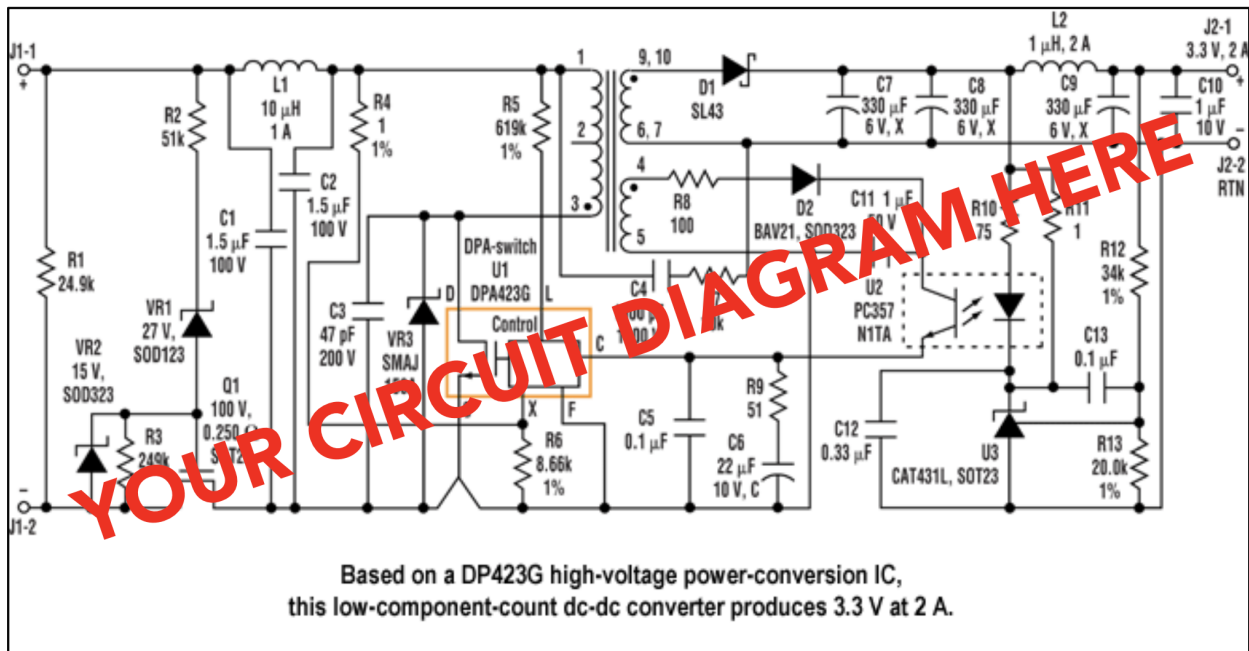 J1-1
+
R1
24.9k
R2
51k
VR1
27 V,
SOD123
VR2
15 V,
SOD323
R3
249k
Q1
100 V,
L1
10 µH
1 A
C1
1.5 µF
100 V
C2
1.5 µF
100 V
R4
1
1%
C3
47 pF
200 V
VR3
SMAJ
DPA-switch
U1
DPA423G
D
L
Control
C
X
F
R5
619k
1%
R6
8.66k
1%
1
2
3
9, 10
6, 7
4
5
D1
SL43
R8
100
D2
BAV21, SOD323
C4
C11 1 µF
C5
0.1 µF
R9
51
C6
22 µF
10 V, C
C7
330 µF
6 V, X
C8
330 µF
6 V, X
L2
1 µH, 2 A
C9
330 µF
6 V, X
C10
1 µF
10 V
J2-1
3.3 V, 2 A
+
–
J2-2
RTN
R10
75
R11
1
U2
PC357
N1TA
C12
0.33 µF
C13
0.1 µF
U3
CAT431L, SOT23
R12
34k
1%
R13
20.0k
1%
–
J1-2
YOUR CIRCUIT DIAGRAM HERE
Based on a DP423G high-voltage power-conversion IC,
this low-component-count dc-dc converter produces 3.3 V at 2 A.